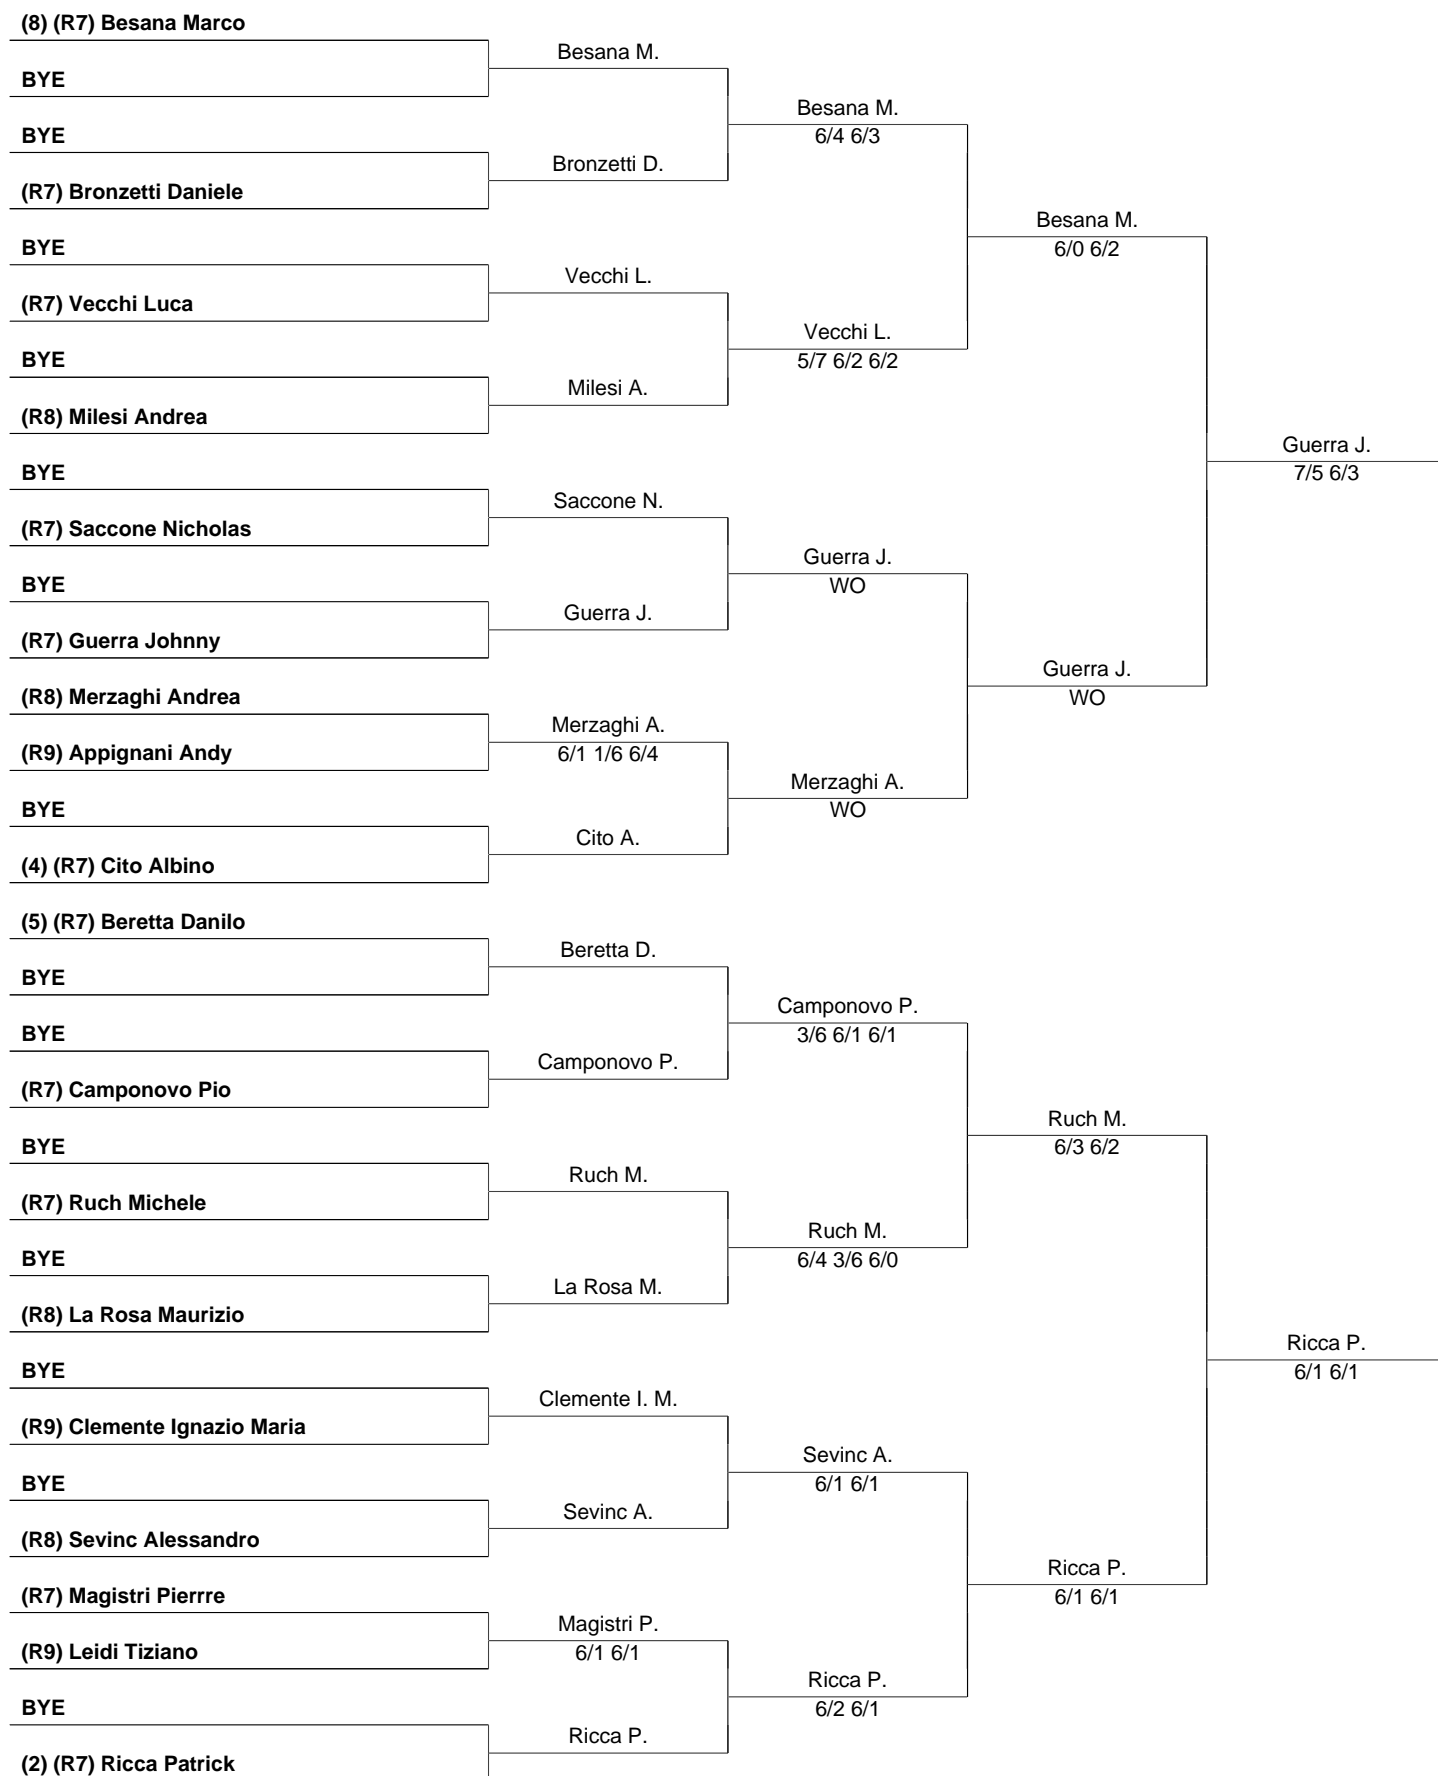 (8) (R7) Besana Marco
BYE
BYE
(R7) Bronzetti Daniele
BYE
(R7) Vecchi Luca
BYE
(R8) Milesi Andrea
BYE
(R7) Saccone Nicholas
BYE
(R7) Guerra Johnny
(R8) Merzaghi Andrea
(R9) Appignani Andy
BYE
(4) (R7) Cito Albino
(5) (R7) Beretta Danilo
BYE
BYE
(R7) Camponovo Pio
BYE
(R7) Ruch Michele
BYE
(R8) La Rosa Maurizio
BYE
(R9) Clemente Ignazio Maria
BYE
(R8) Sevinc Alessandro
(R7) Magistri Pierrre
(R9) Leidi Tiziano
BYE
(2) (R7) Ricca Patrick
Besana M.
Bronzetti D.
Vecchi L.
Milesi A.
Saccone N.
Guerra J.
Merzaghi A.
6/1 1/6 6/4
Cito A.
Beretta D.
Camponovo P.
Ruch M.
La Rosa M.
Clemente I. M.
Sevinc A.
Magistri P.
6/1 6/1
Ricca P.
Besana M.
6/4 6/3
Vecchi L.
5/7 6/2 6/2
Guerra J.
WO
Merzaghi A.
WO
Camponovo P.
3/6 6/1 6/1
Ruch M.
6/4 3/6 6/0
Sevinc A.
6/1 6/1
Ricca P.
6/2 6/1
Besana M.
6/0 6/2
Guerra J.
WO
Ruch M.
6/3 6/2
Ricca P.
6/1 6/1
Guerra J.
7/5 6/3
Ricca P.
6/1 6/1